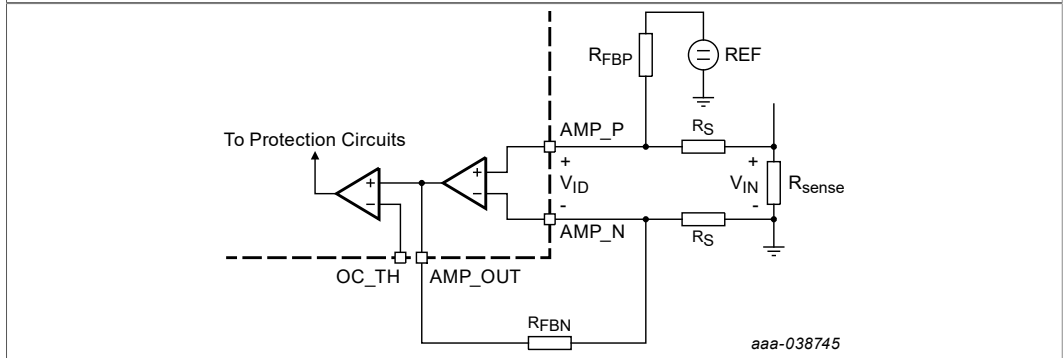 RFBP
REF
AMP_P
RS
To Protection Circuits
+
-
+
-
+
VID
-
+
VIN
-
Rsense
AMP_N
RS
OC_TH
AMP_OUT
RFBN
aaa-038745